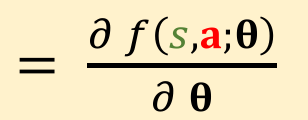 = ∂ f(s,a;θ)
∂ θ